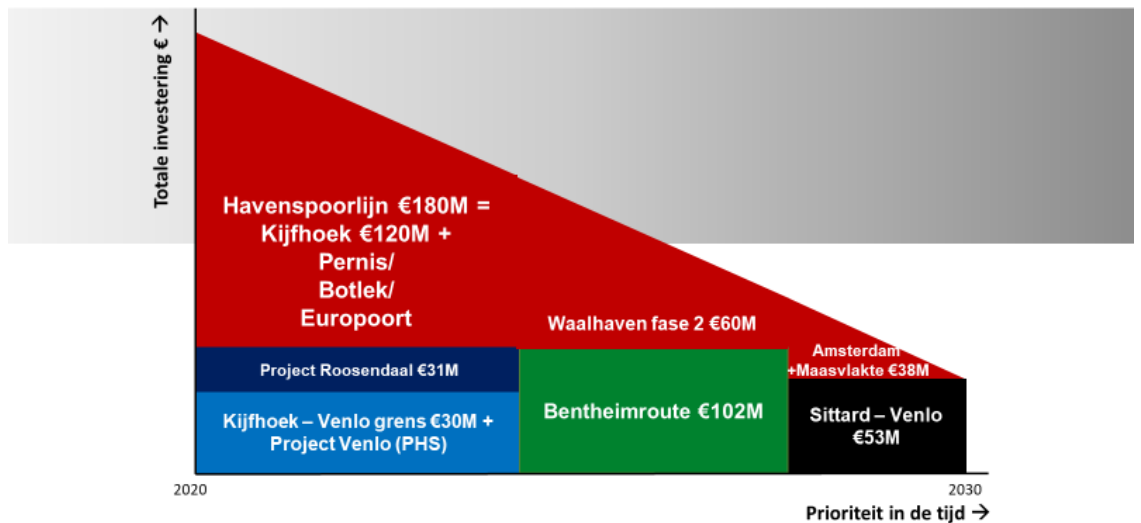 Totale investering € →
Havenspoorlijn €180M =
Kijfhoek €120M +
Pernis/
Botlek/
Europoort
Waalhaven fase 2 €60M
Amsterdam
+Maasvlakte €38M
Project Roosendaal €31M
Kijfhoek – Venlo grens €30M +
Project Venlo (PHS)
Bentheimroute €102M
Sittard – Venlo
€53M
2020
2030
Prioriteit in de tijd →